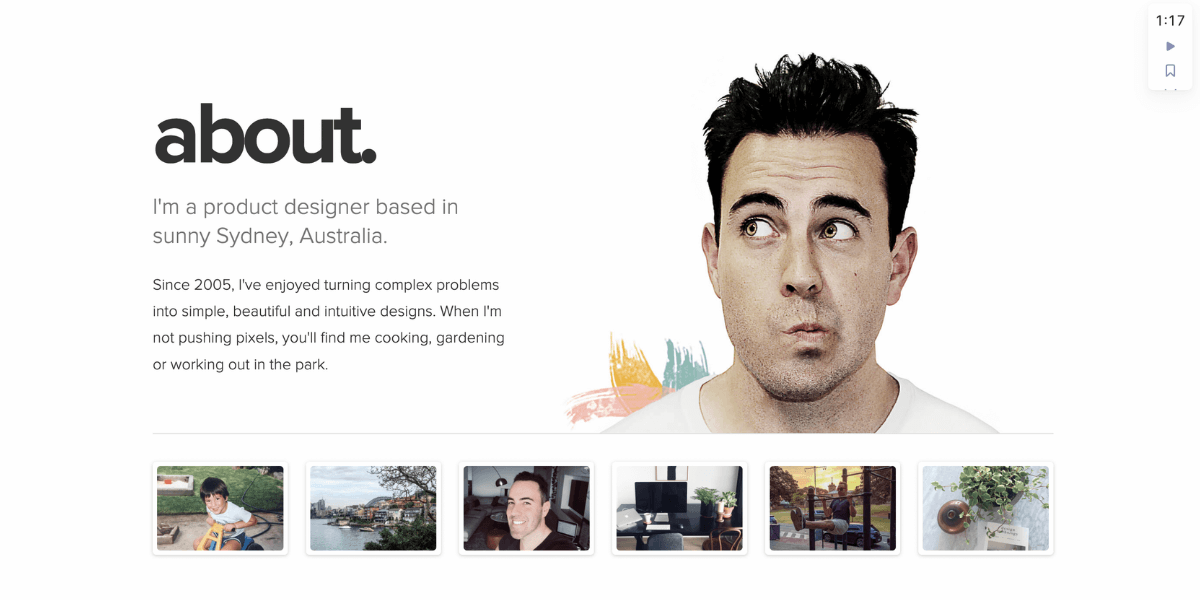 1:17
about.
I'm a product designer based in
sunny Sydney, Australia.
Since 2005, I've enjoyed turning complex problems
into simple, beautiful and intuitive designs. When I'm
not pushing pixels, you'll find me cooking, gardening
or working out in the park.